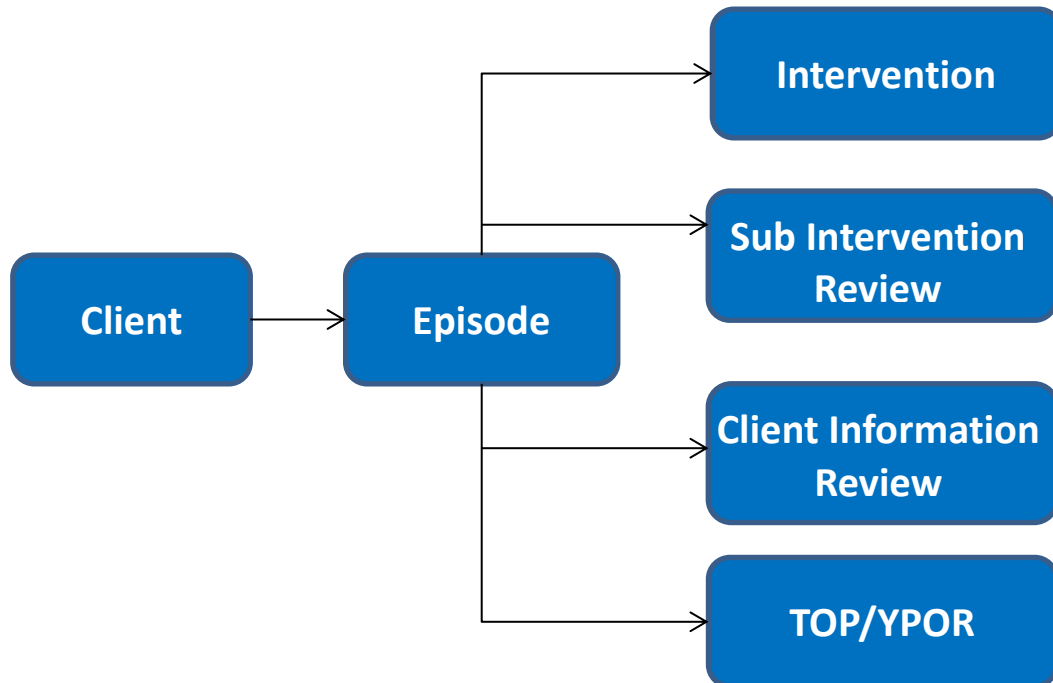 Intervention
Sub Intervention
Review
Client
Episode
Client Information
Review
TOP/YPOR